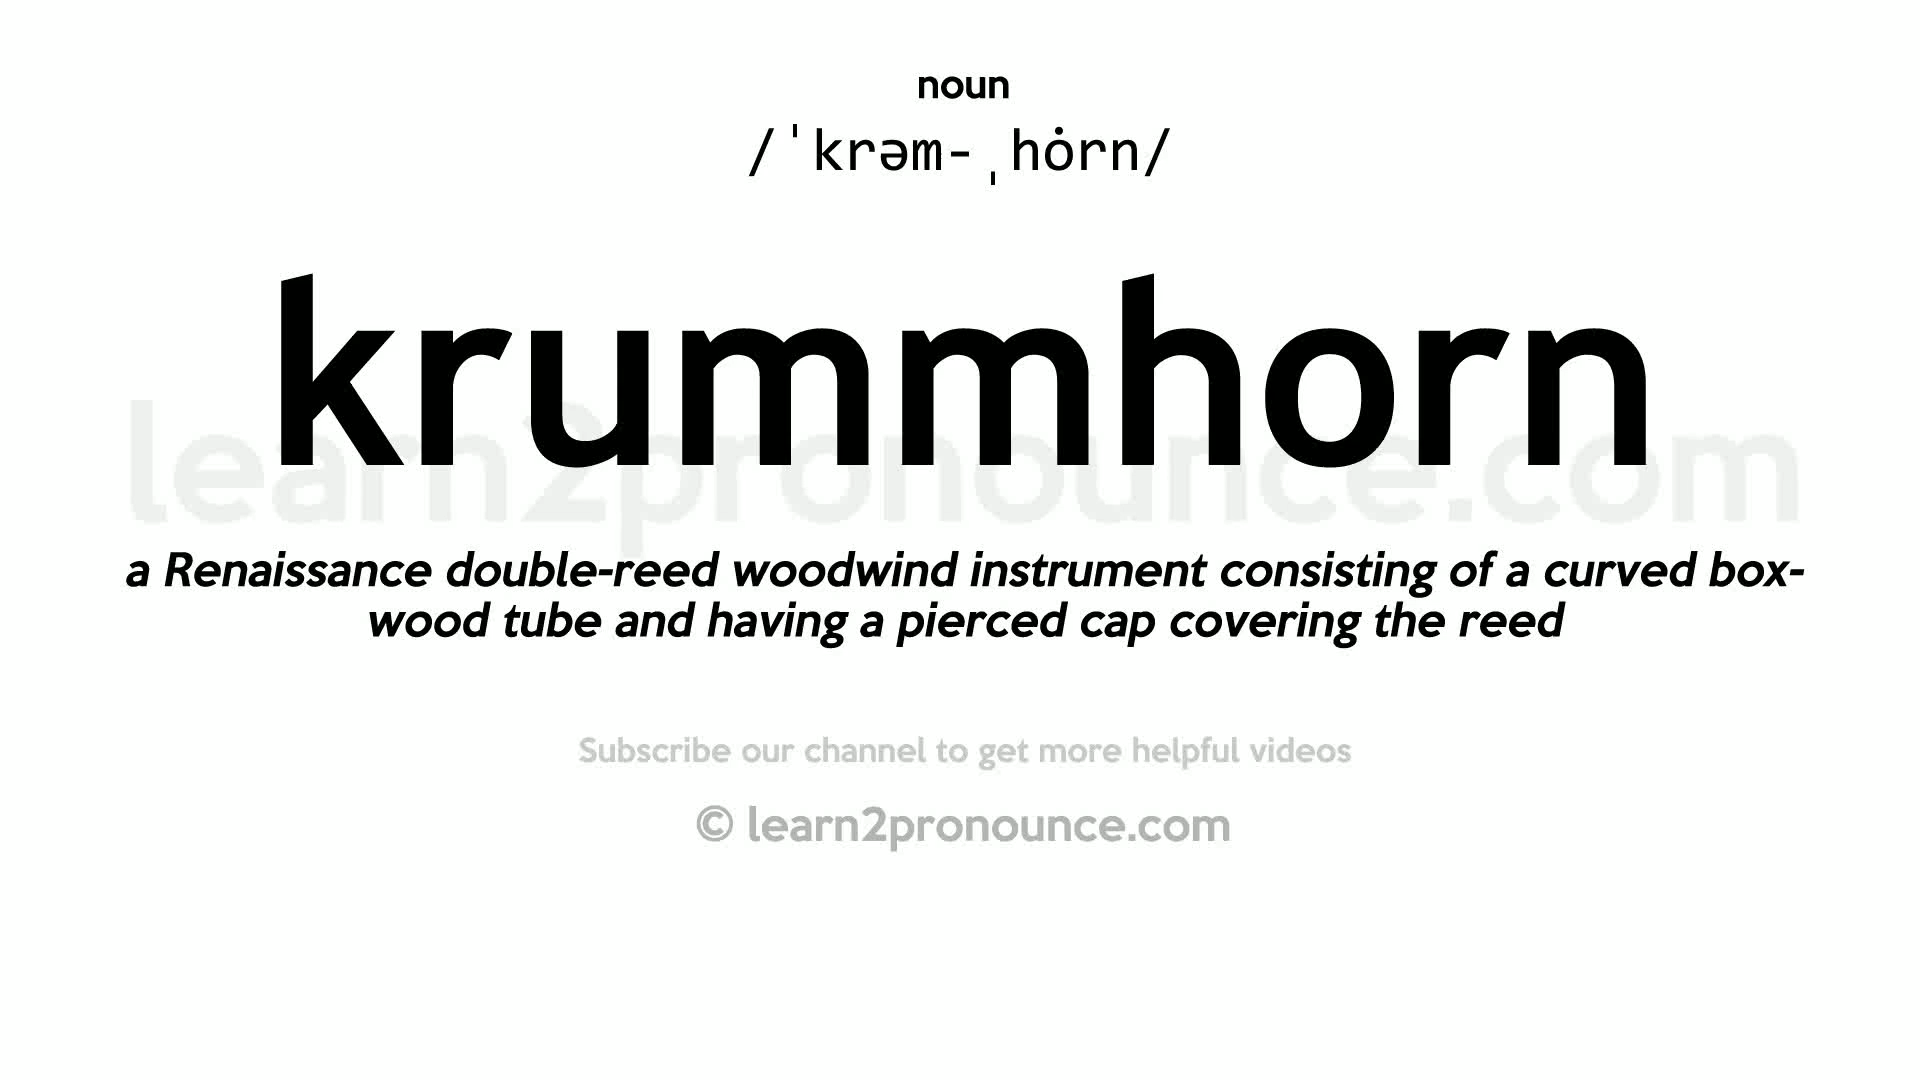 noun
/ˈkrəm-ˌhȯrn/
krummhorn
learn2pronounce.com
a Renaissance double-reed woodwind instrument consisting of a curved box-
wood tube and having a pierced cap covering the reed
Subscribe our channel to get more helpful videos
© learn2pronounce.com